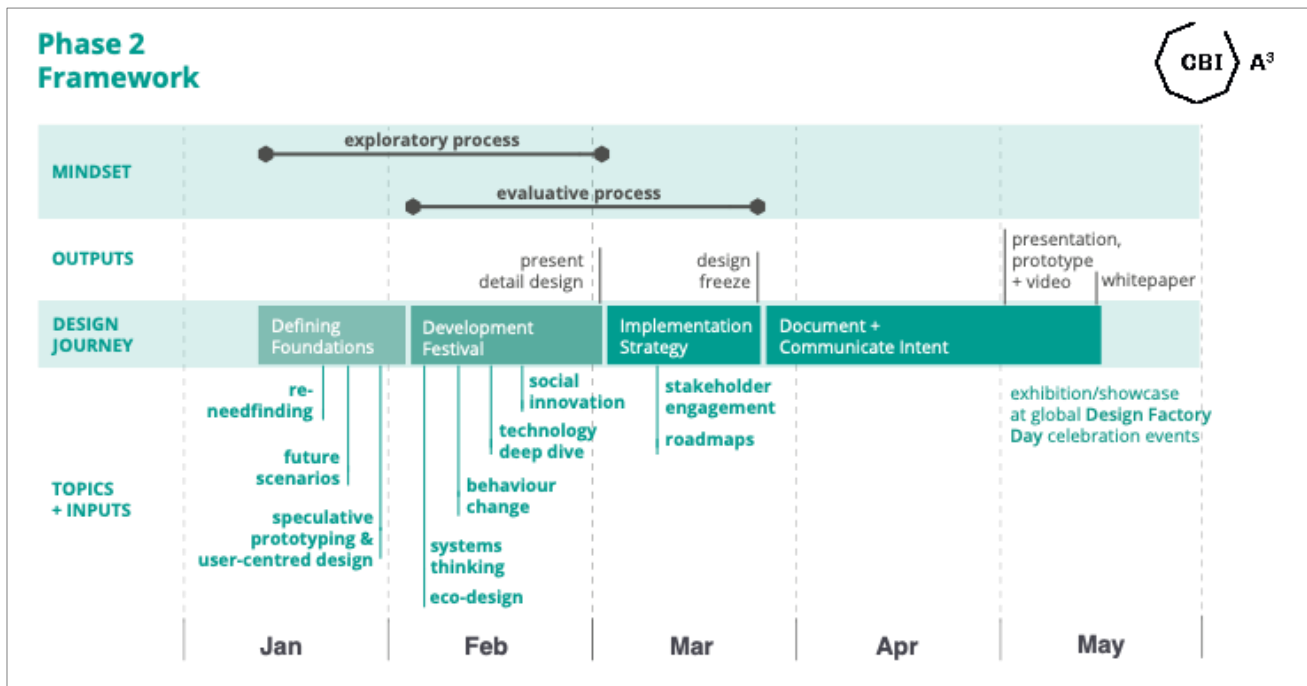 Phase 2
Framework
CBI A³
MINDSET
exploratory process
evaluative process
OUTPUTS
present
detail design
design
freeze
presentation,
prototype
+ video
whitepaper
DESIGN
JOURNEY
Defining
Foundations
Development
Festival
Implementation
Strategy
Document +
Communicate Intent
TOPICS
+ INPUTS
re-
needfinding
future
scenarios
speculative
prototyping &
user-centred design
social
innovation
technology
deep dive
behaviour
change
systems
thinking
eco-design
stakeholder
engagement
roadmaps
exhibition/showcase
at global Design Factory
Day celebration events
Jan
Feb
Mar
Apr
May